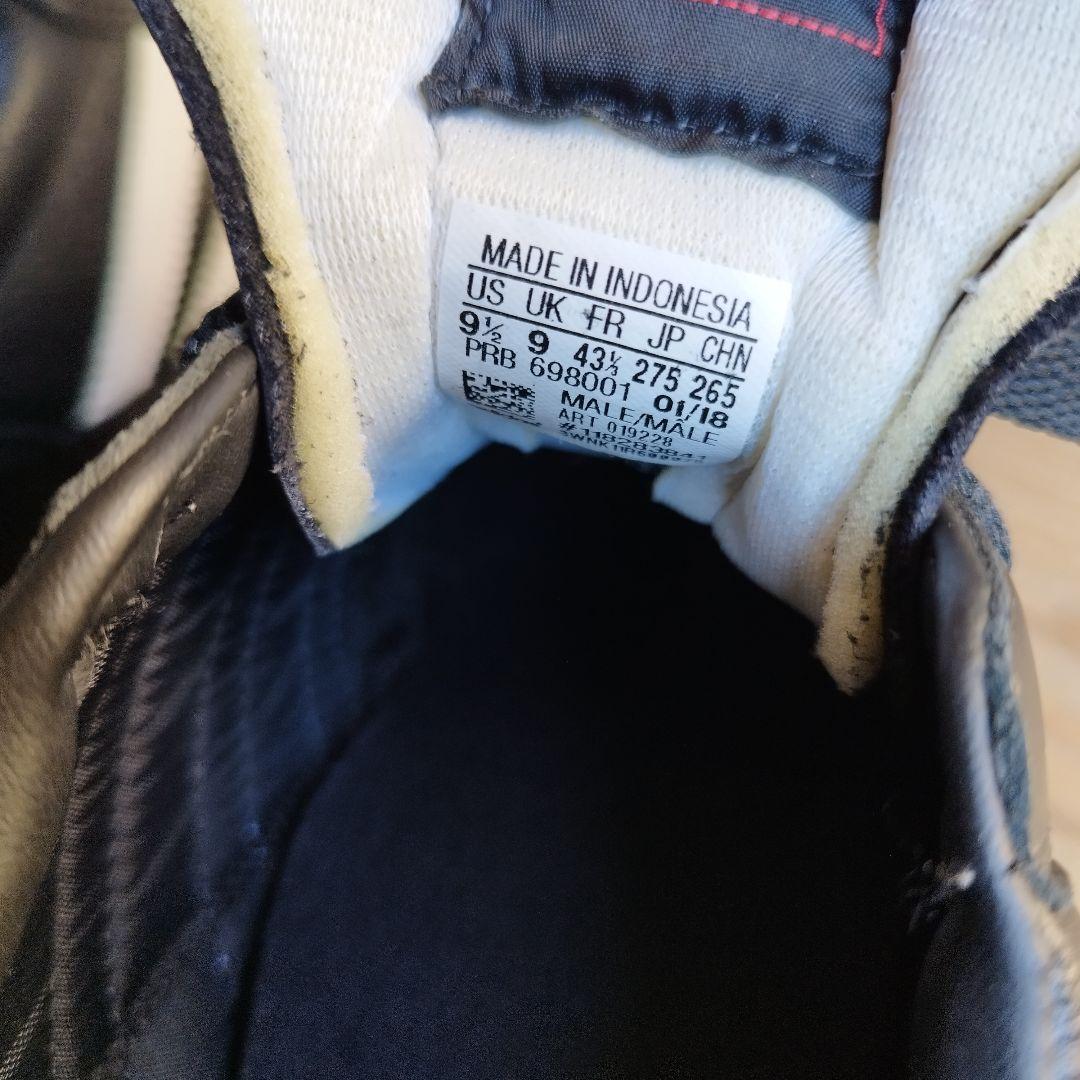 MADE IN INDONESIA
US UK FR JP CHN
9½ 9 43⅓ 275 265
PRB 698001 01/18
MALE/MALE
ART 019228